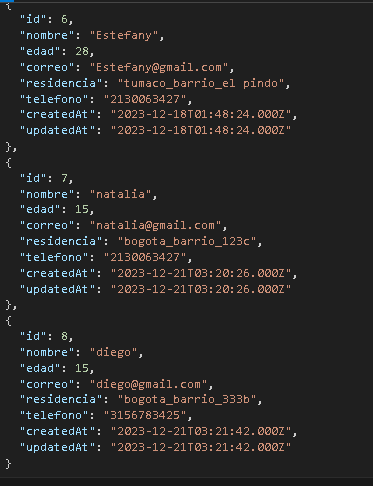 {
"id": 6,
"nombre": "Estefany",
"edad": 28,
"correo": "Estefany@gmail.com",
"residencia": "tumaco_barrio_el pindo",
"telefono": "2130063427",
"createdAt": "2023-12-18T01:48:24.000Z",
"updatedAt": "2023-12-18T01:48:24.000Z"
},
{
"id": 7,
"nombre": "natalia",
"edad": 15,
"correo": "natalia@gmail.com",
"residencia": "bogota_barrio_123c",
"telefono": "2130063427",
"createdAt": "2023-12-21T03:20:26.000Z",
"updatedAt": "2023-12-21T03:20:26.000Z"
},
{
"id": 8,
"nombre": "diego",
"edad": 15,
"correo": "diego@gmail.com",
"residencia": "bogota_barrio_333b",
"telefono": "3156783425",
"createdAt": "2023-12-21T03:21:42.000Z",
"updatedAt": "2023-12-21T03:21:42.000Z"
}